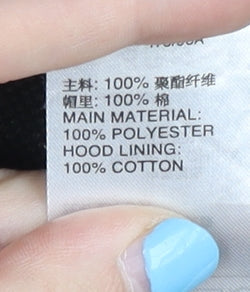 主料: 100% 聚酯纤维
帽里: 100% 棉
MAIN MATERIAL:
100% POLYESTER
HOOD LINING:
100% COTTON